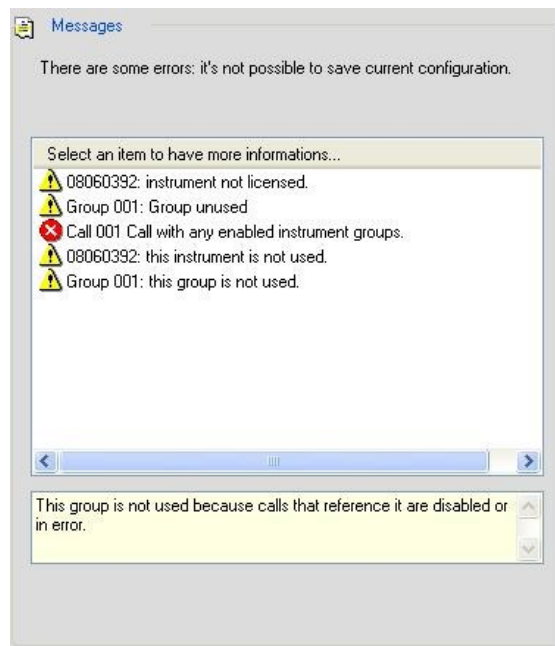 Messages
There are some errors: it's not possible to save current configuration.
Select an item to have more informations...
08060392: instrument not licensed.
Group 001: Group unused
Call 001 Call with any enabled instrument groups.
08060392: this instrument is not used.
Group 001: this group is not used.
This group is not used because calls that reference it are disabled or
in error.